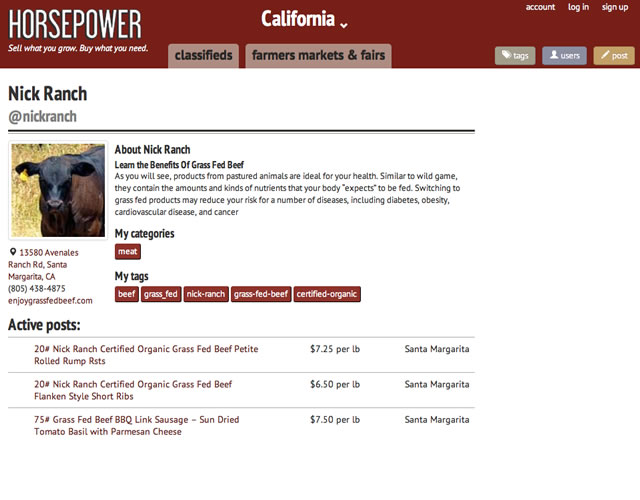 HORSEPOWER
Sell what you grow. Buy what you need.
California
account log in sign up
classifieds farmers markets & fairs
tags users post
Nick Ranch
@nickranch
About Nick Ranch
Learn the Benefits Of Grass Fed Beef
As you will see, products from pastured animals are ideal for your health. Similar to wild game,
they contain the amounts and kinds of nutrients that your body “expects” to be fed. Switching to
grass fed products may reduce your risk for a number of diseases, including diabetes, obesity,
cardiovascular disease, and cancer
My categories
meat
My tags
beef grass_fed nick-ranch grass-fed-beef certified-organic
13580 Avenales
Ranch Rd, Santa
Margarita, CA
(805) 438-4875
enjoygrassfedbeef.com
Active posts:
20# Nick Ranch Certified Organic Grass Fed Beef Petite
Rolled Rump Rsts
$7.25 per lb
Santa Margarita
20# Nick Ranch Certified Organic Grass Fed Beef
Flanken Style Short Ribs
$6.50 per lb
Santa Margarita
75# Grass Fed Beef BBQ Link Sausage – Sun Dried
Tomato Basil with Parmesan Cheese
$7.50 per lb
Santa Margarita